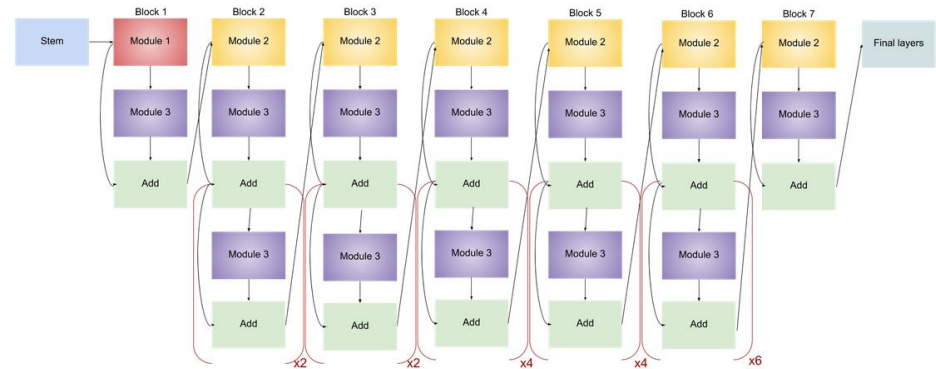 Block 1 Block 2 Block 3 Block 4 Block 5 Block 6 Block 7
Stem Module 1 Module 2 Module 2 Module 2 Module 2 Module 2 Module 2 Final layers
Module 3 Module 3 Module 3 Module 3 Module 3 Module 3 Module 3
Add Add Add Add Add Add Add
Module 3 Module 3 Module 3 Module 3 Module 3
Add Add Add Add Add
x2 x2 x4 x4 x6